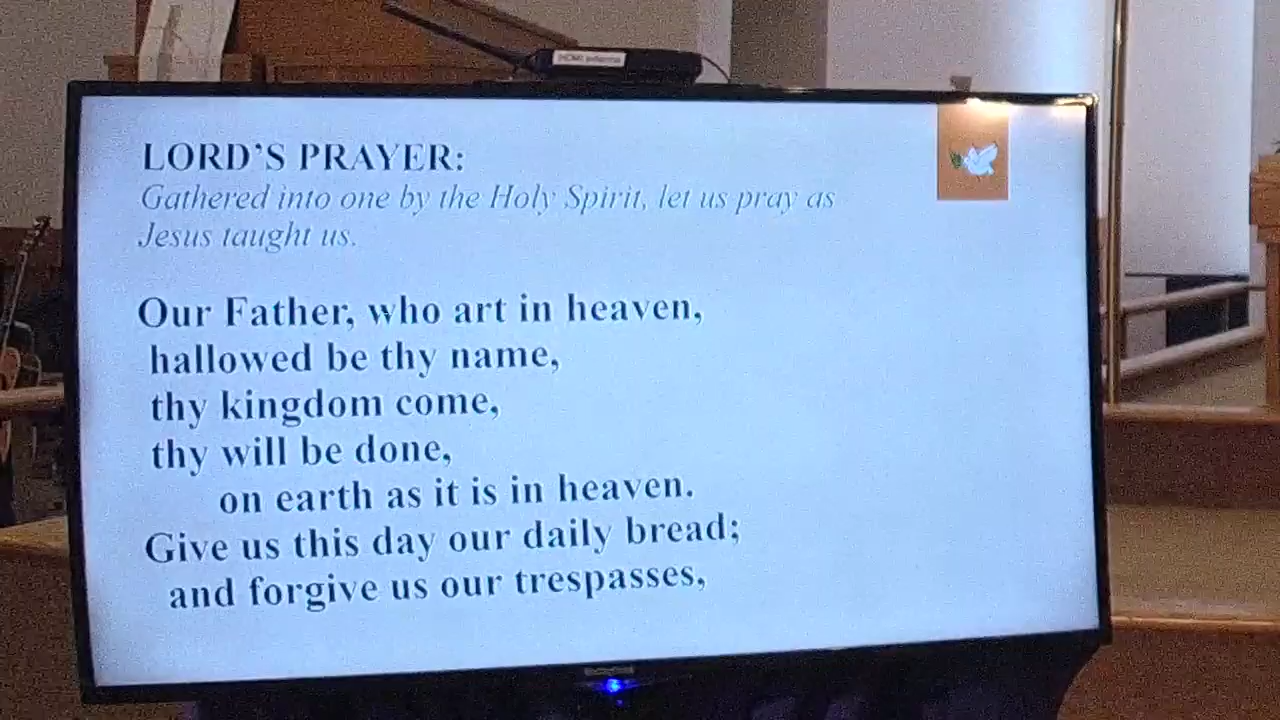 HDMI antenna
LORD'S PRAYER:
Gathered into one by the Holy Spirit, let us pray as
Jesus taught us.
Our Father, who art in heaven,
hallowed be thy name,
thy kingdom come,
thy will be done,
on earth as it is in heaven.
Give us this day our daily bread;
and forgive us our trespasses,